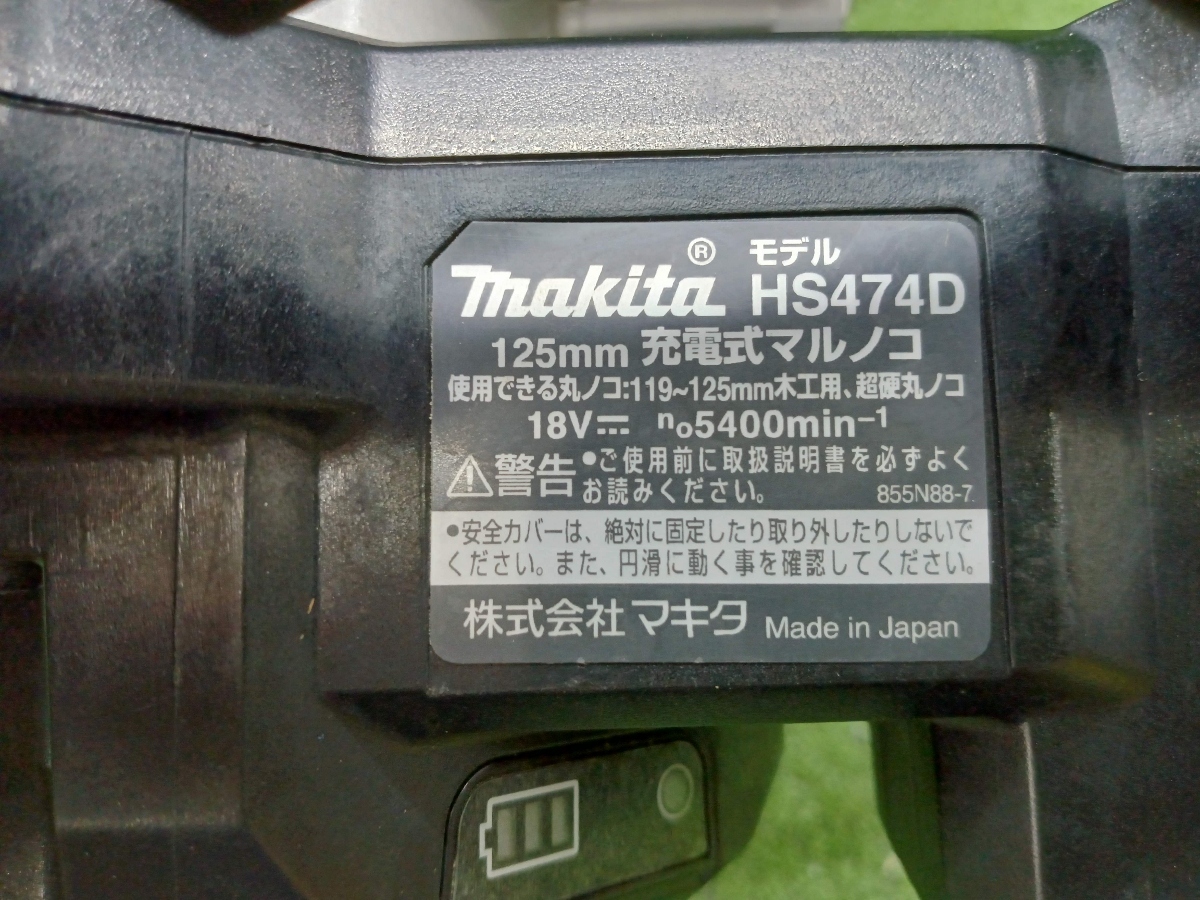 makita® モデル HS474D
125mm 充電式マルノコ
使用できる丸ノコ:119~125mm木工用、超硬丸ノコ
18V⎓ n₀5400min⁻¹
⚠警告 •ご使用前に取扱説明書を必ずよく
お読みください。 855N88-7
•安全カバーは、絶対に固定したり取り外したりしないで
ください。また、円滑に動く事を確認してください。
株式会社マキタ Made in Japan